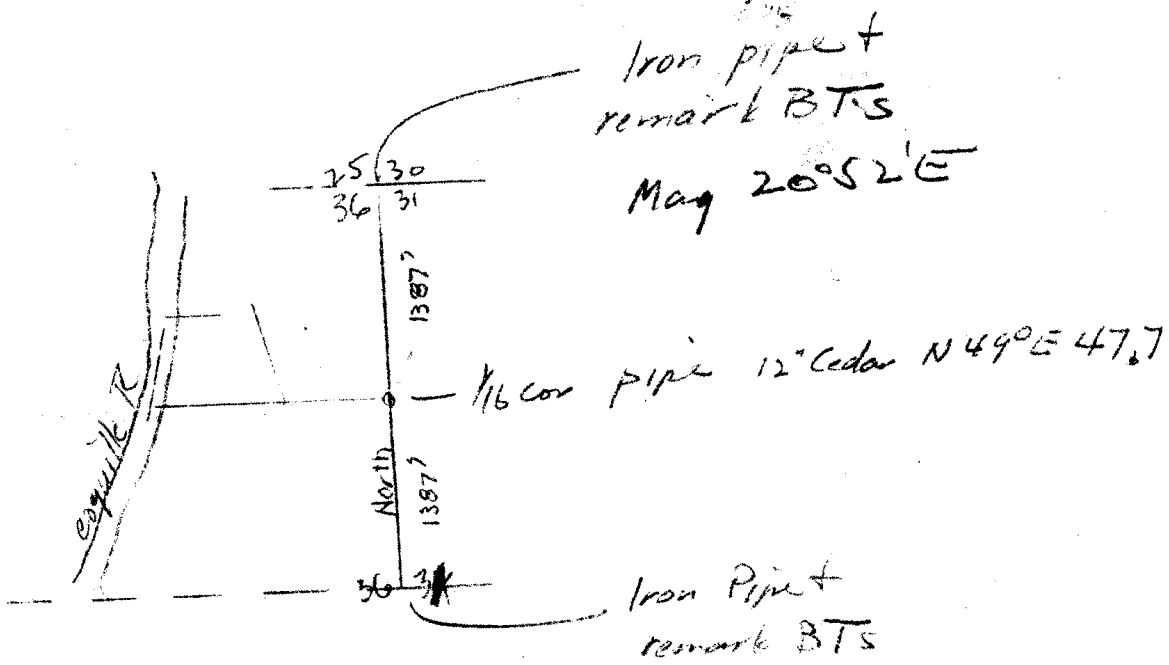 Iron pipe +
remark BTs
25 30
36 31
Mag 20°52'E
1387'
1/16 cor pipe 12" Cedar N 49° E 47.7
Coquille R
North
1387'
36 31
Iron Pipe +
remark BTs